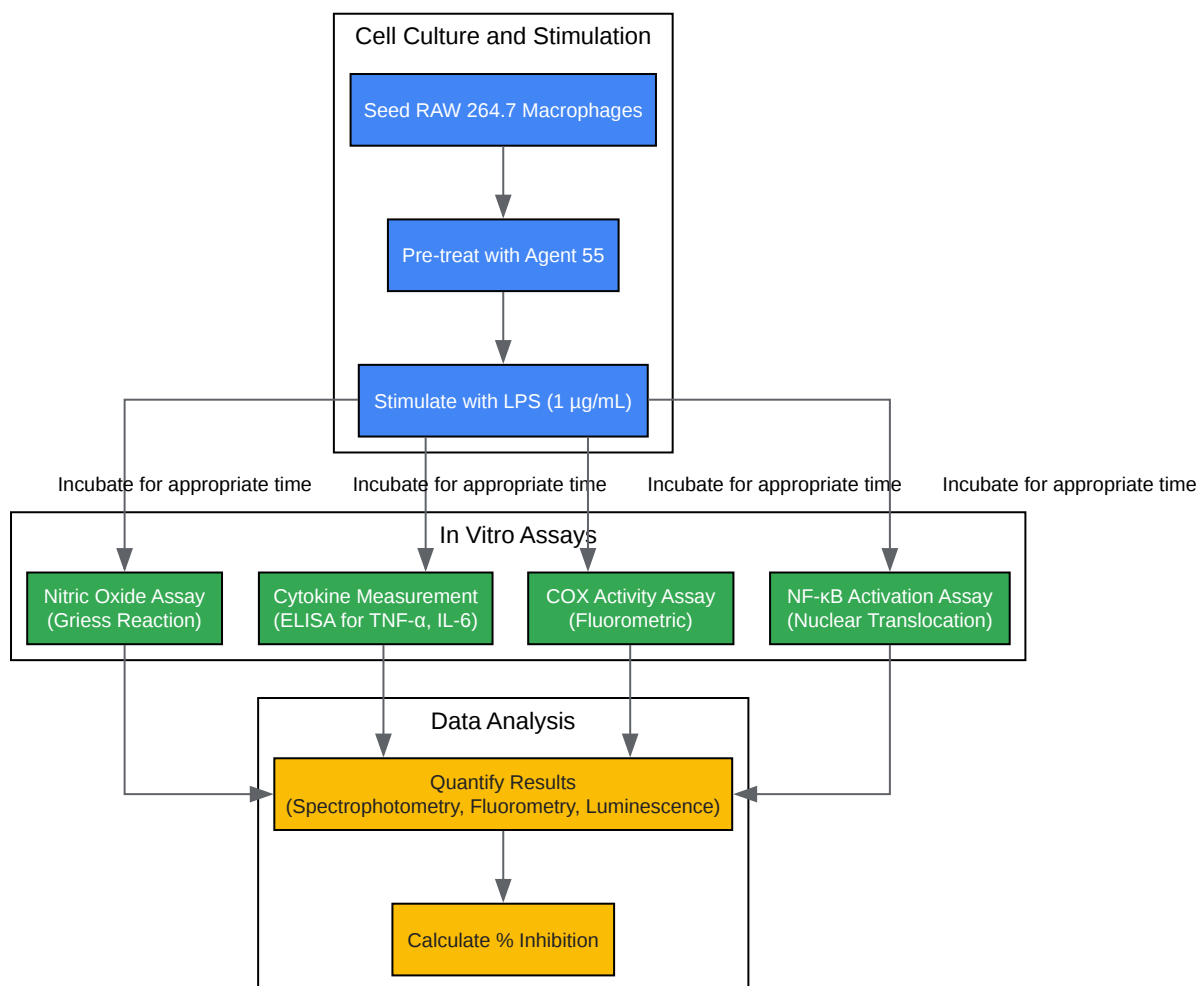 Cell Culture and Stimulation
Seed RAW 264.7 Macrophages
Pre-treat with Agent 55
Stimulate with LPS (1 µg/mL)
Incubate for appropriate time
Incubate for appropriate time
Incubate for appropriate time
Incubate for appropriate time
In Vitro Assays
Nitric Oxide Assay
(Griess Reaction)
Cytokine Measurement
(ELISA for TNF-α, IL-6)
COX Activity Assay
(Fluorometric)
NF-κB Activation Assay
(Nuclear Translocation)
Data Analysis
Quantify Results
(Spectrophotometry, Fluorometry, Luminescence)
Calculate % Inhibition